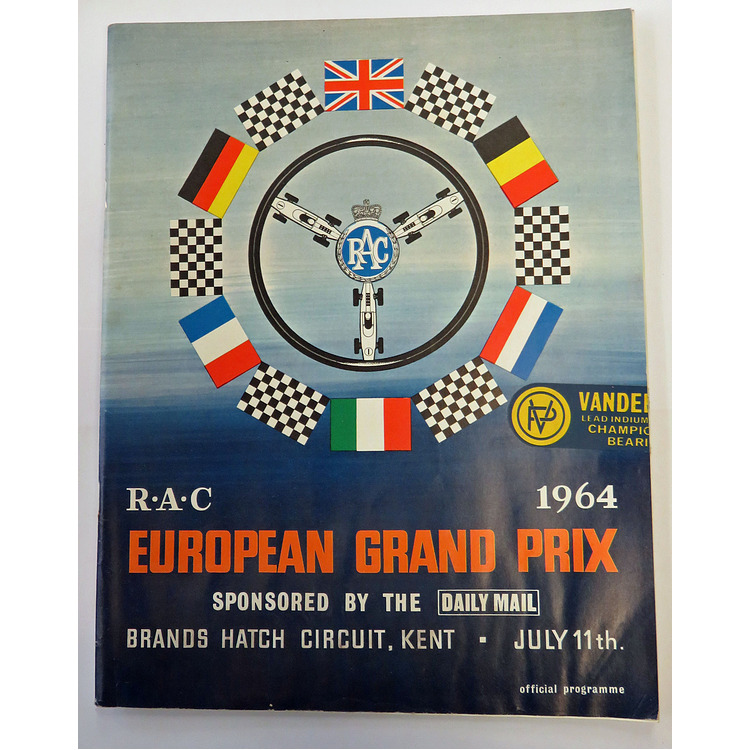 RAC
VANDE
LEAD INDIUM
CHAMPIO
BEARI
R·A·C 1964
EUROPEAN GRAND PRIX
SPONSORED BY THE DAILY MAIL
BRANDS HATCH CIRCUIT, KENT ▪ JULY 11th.
official programme